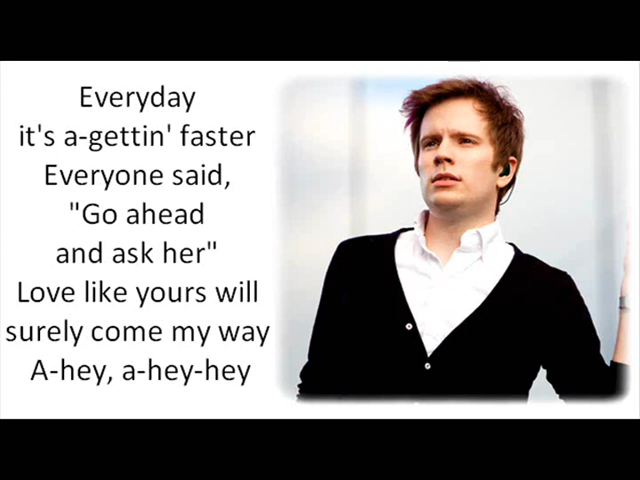 Everyday
it's a-gettin' faster
Everyone said,
"Go ahead
and ask her"
Love like yours will
surely come my way
A-hey, a-hey-hey